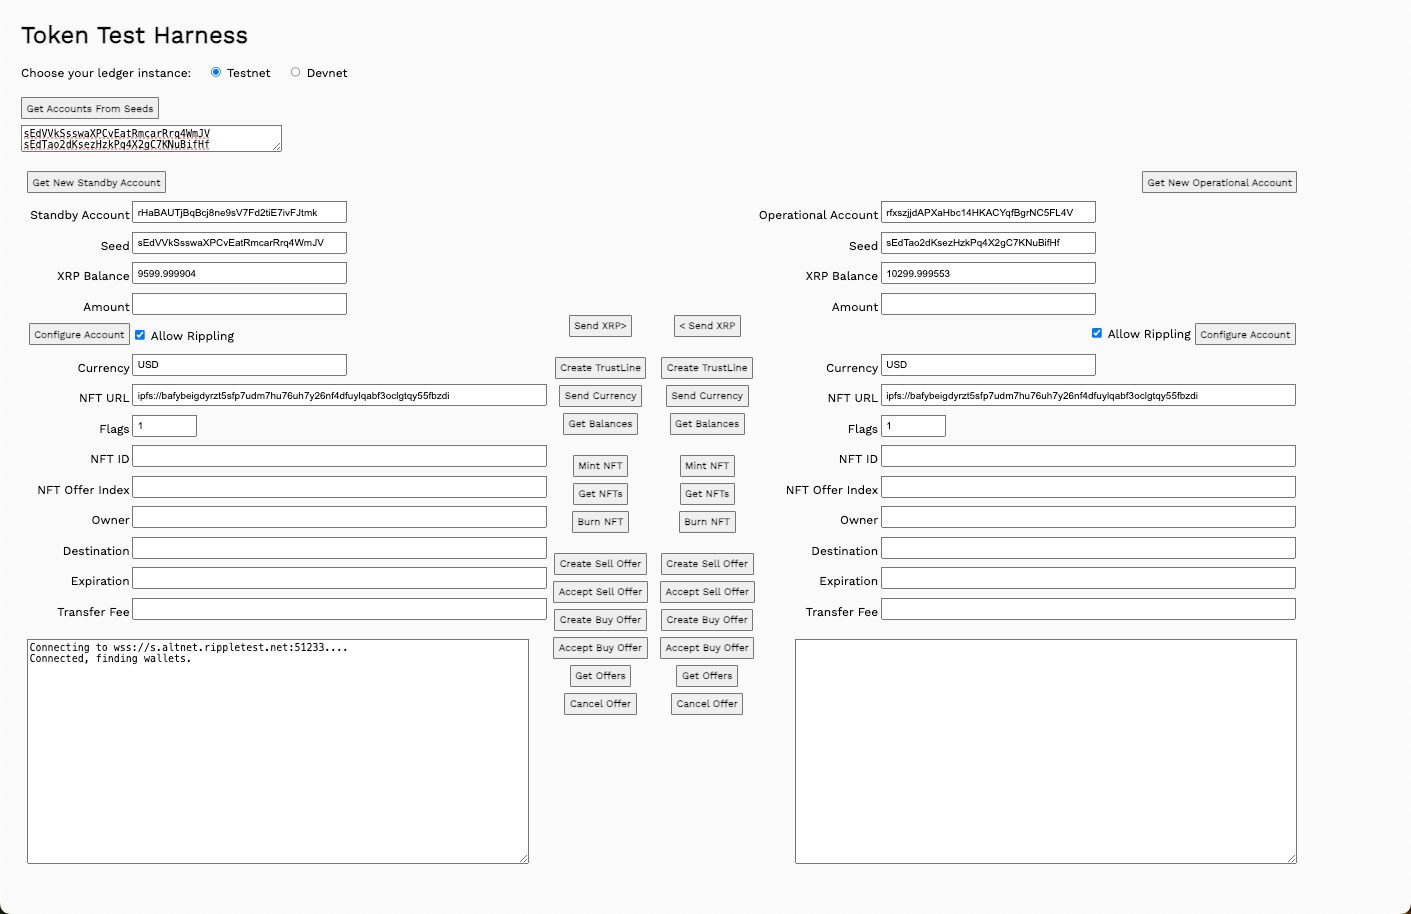 Token Test Harness
Choose your ledger instance: Testnet Devnet
Get Accounts From Seeds
sEdVVkSsswaXPCvEatRmcarRrq4WmJV
sEdTao2dKsezHzkPq4X2gC7KNuBifHf
Get New Standby Account
Get New Operational Account
Standby Account rHaBAUTjBqBcj8ne9sV7Fd2tiE7ivFJtmk
Seed sEdVVkSsswaXPCvEatRmcarRrq4WmJV
XRP Balance 9599.999904
Amount
Configure Account Allow Rippling
Currency USD
NFT URL ipfs://bafybeigdyrzt5sfp7udm7hu76uh7y26nf4dfuylqabf3oclgtqy55fbzdi
Flags 1
NFT ID
NFT Offer Index
Owner
Destination
Expiration
Transfer Fee
Connecting to wss://s.altnet.rippletest.net:51233....
Connected, finding wallets.
Send XRP> < Send XRP
Create TrustLine Create TrustLine
Send Currency Send Currency
Get Balances Get Balances
Mint NFT Mint NFT
Get NFTs Get NFTs
Burn NFT Burn NFT
Create Sell Offer Create Sell Offer
Accept Sell Offer Accept Sell Offer
Create Buy Offer Create Buy Offer
Accept Buy Offer Accept Buy Offer
Get Offers Get Offers
Cancel Offer Cancel Offer
Operational Account rfxszjjdAPXaHbc14HKACYqfBgrNC5FL4V
Seed sEdTao2dKsezHzkPq4X2gC7KNuBifHf
XRP Balance 10299.999553
Amount
Allow Rippling Configure Account
Currency USD
NFT URL ipfs://bafybeigdyrzt5sfp7udm7hu76uh7y26nf4dfuylqabf3oclgtqy55fbzdi
Flags 1
NFT ID
NFT Offer Index
Owner
Destination
Expiration
Transfer Fee